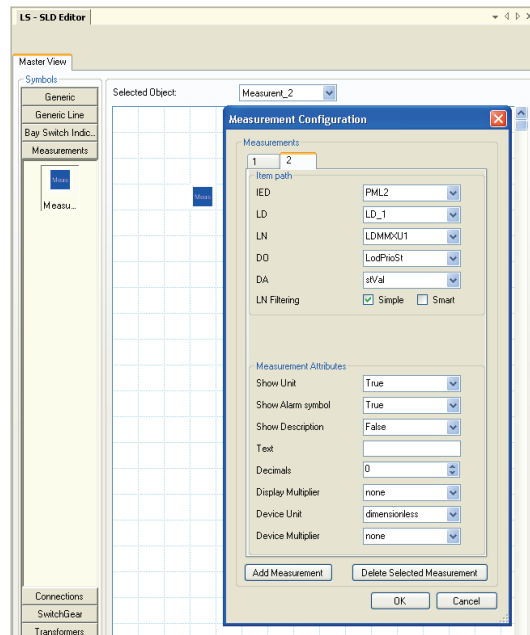 LS - SLD Editor
Master View
Symbols
Generic
Generic Line
Bay Switch Indic..
Measurements
Meas
Measu...
Connections
SwitchGear
Transformers
Selected Object:
Measurent_2
Meas
Measurement Configuration
Measurements
1
2
Item path
IED
PML2
LD
LD_1
LN
LDMMXU1
DO
LodPrioSt
DA
stVal
LN Filtering
Simple
Smart
Measurement Attributes
Show Unit
True
Show Alarm symbol
True
Show Description
False
Text
Decimals
0
Display Multiplier
none
Device Unit
dimensionless
Device Multiplier
none
Add Measurement
Delete Selected Measurement
OK
Cancel